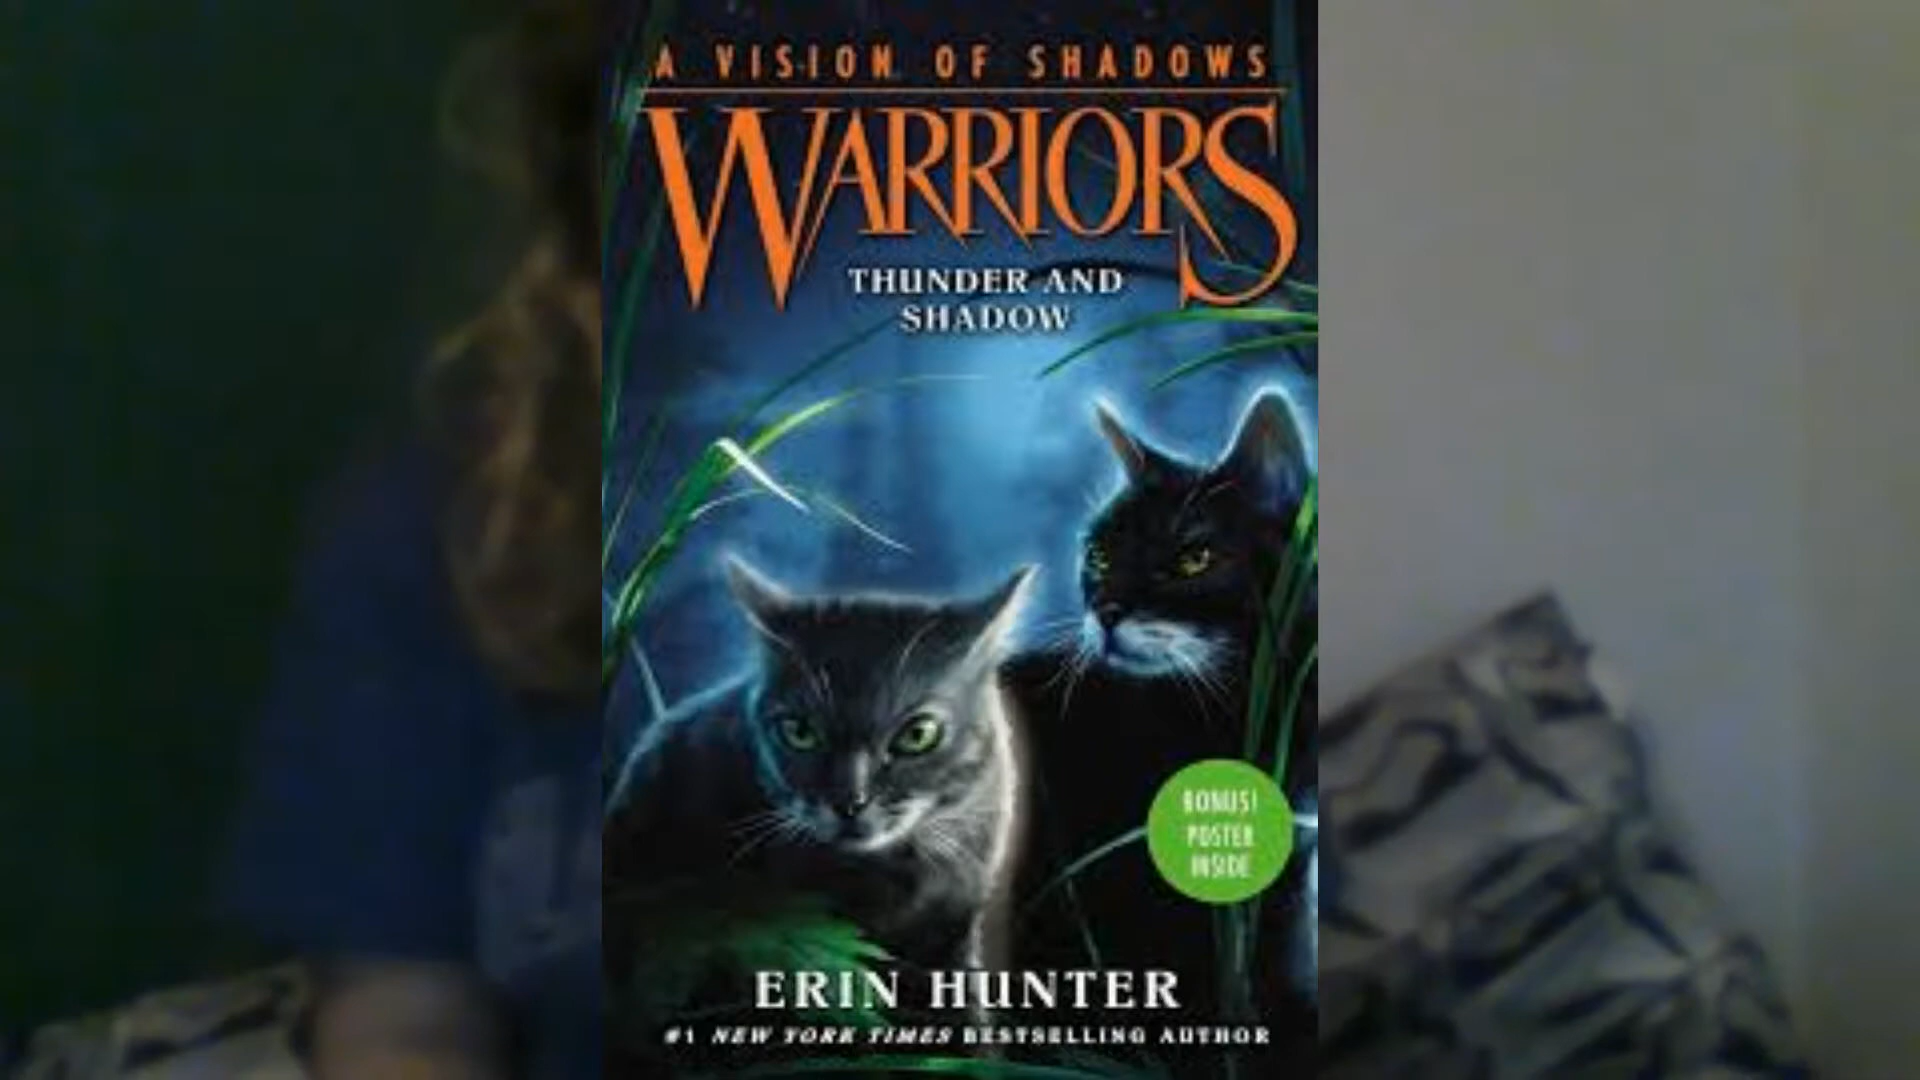 A VISION OF SHADOWS
WARRIORS
THUNDER AND
SHADOW
BONUS!
POSTER
INSIDE
ERIN HUNTER
#1 NEW YORK TIMES BESTSELLING AUTHOR